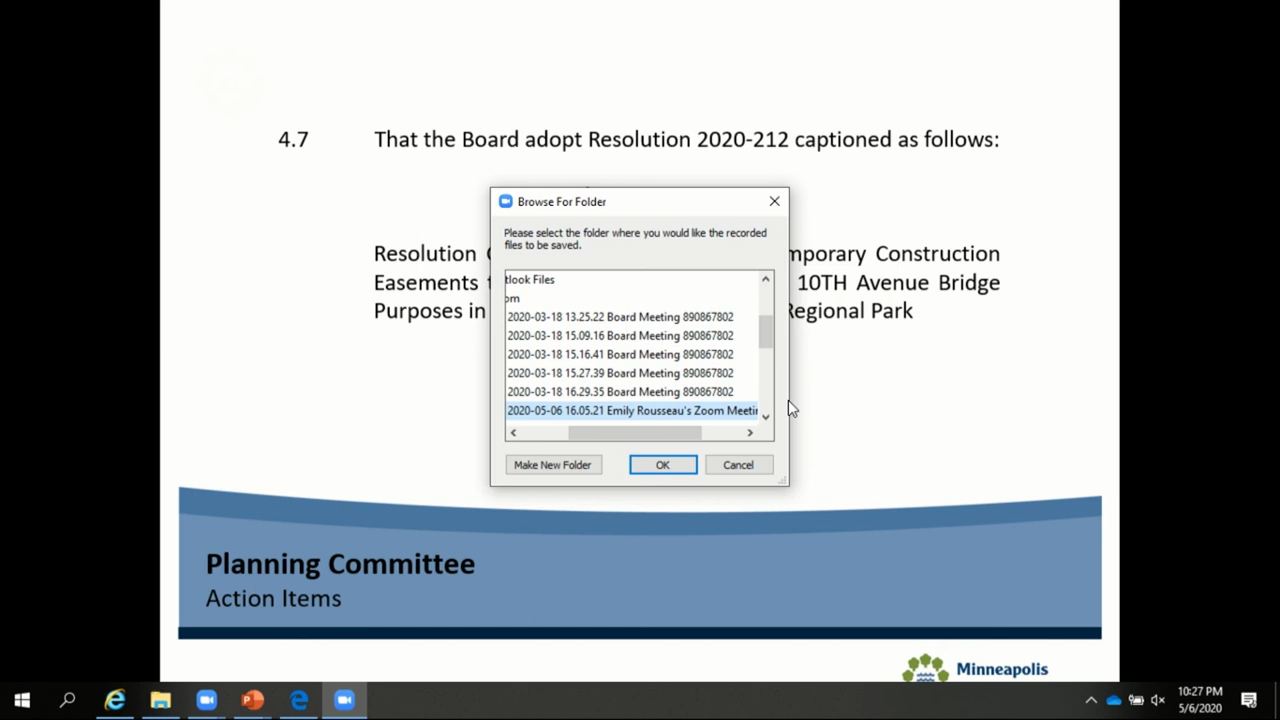 4.7 That the Board adopt Resolution 2020-212 captioned as follows:
Browse For Folder
Please select the folder where you would like the recorded
files to be saved.
tlook Files
om
2020-03-18 13.25.22 Board Meeting 890867802
2020-03-18 15.09.16 Board Meeting 890867802
2020-03-18 15.16.41 Board Meeting 890867802
2020-03-18 15.27.39 Board Meeting 890867802
2020-03-18 16.29.35 Board Meeting 890867802
2020-05-06 16.05.21 Emily Rousseau's Zoom Meetin
Make New Folder OK Cancel
Resolution mporary Construction
Easements 10TH Avenue Bridge
Purposes in Regional Park
Planning Committee
Action Items
Minneapolis
10:27 PM
5/6/2020